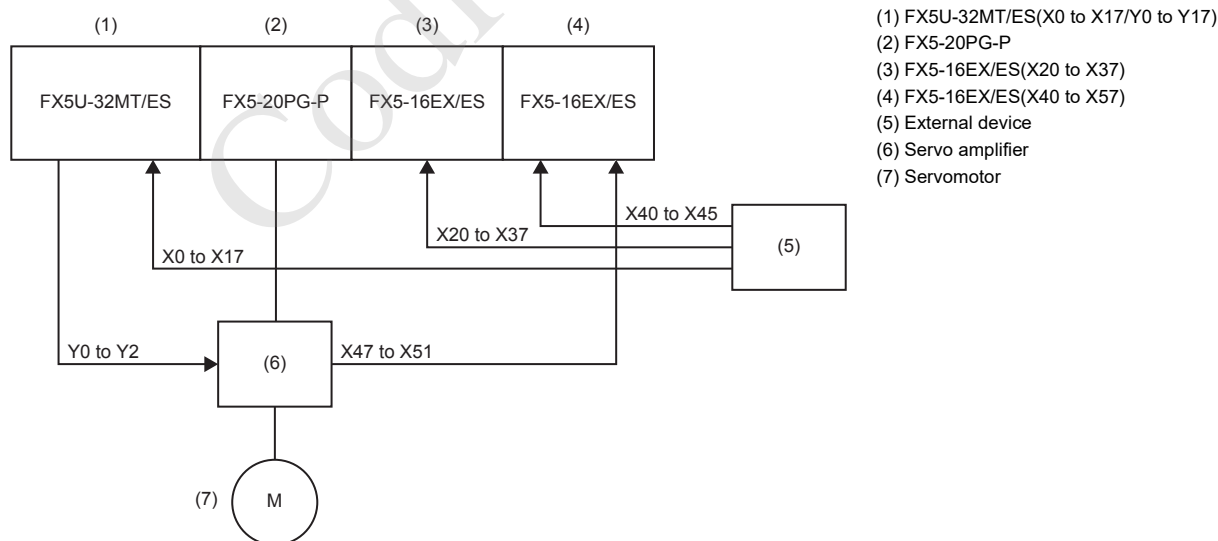 (1) (2) (3) (4)
FX5U-32MT/ES FX5-20PG-P FX5-16EX/ES FX5-16EX/ES
X40 to X45
X20 to X37
(5)
X0 to X17
Y0 to Y2 (6) X47 to X51
(7) M
(1) FX5U-32MT/ES(X0 to X17/Y0 to Y17)
(2) FX5-20PG-P
(3) FX5-16EX/ES(X20 to X37)
(4) FX5-16EX/ES(X40 to X57)
(5) External device
(6) Servo amplifier
(7) Servomotor